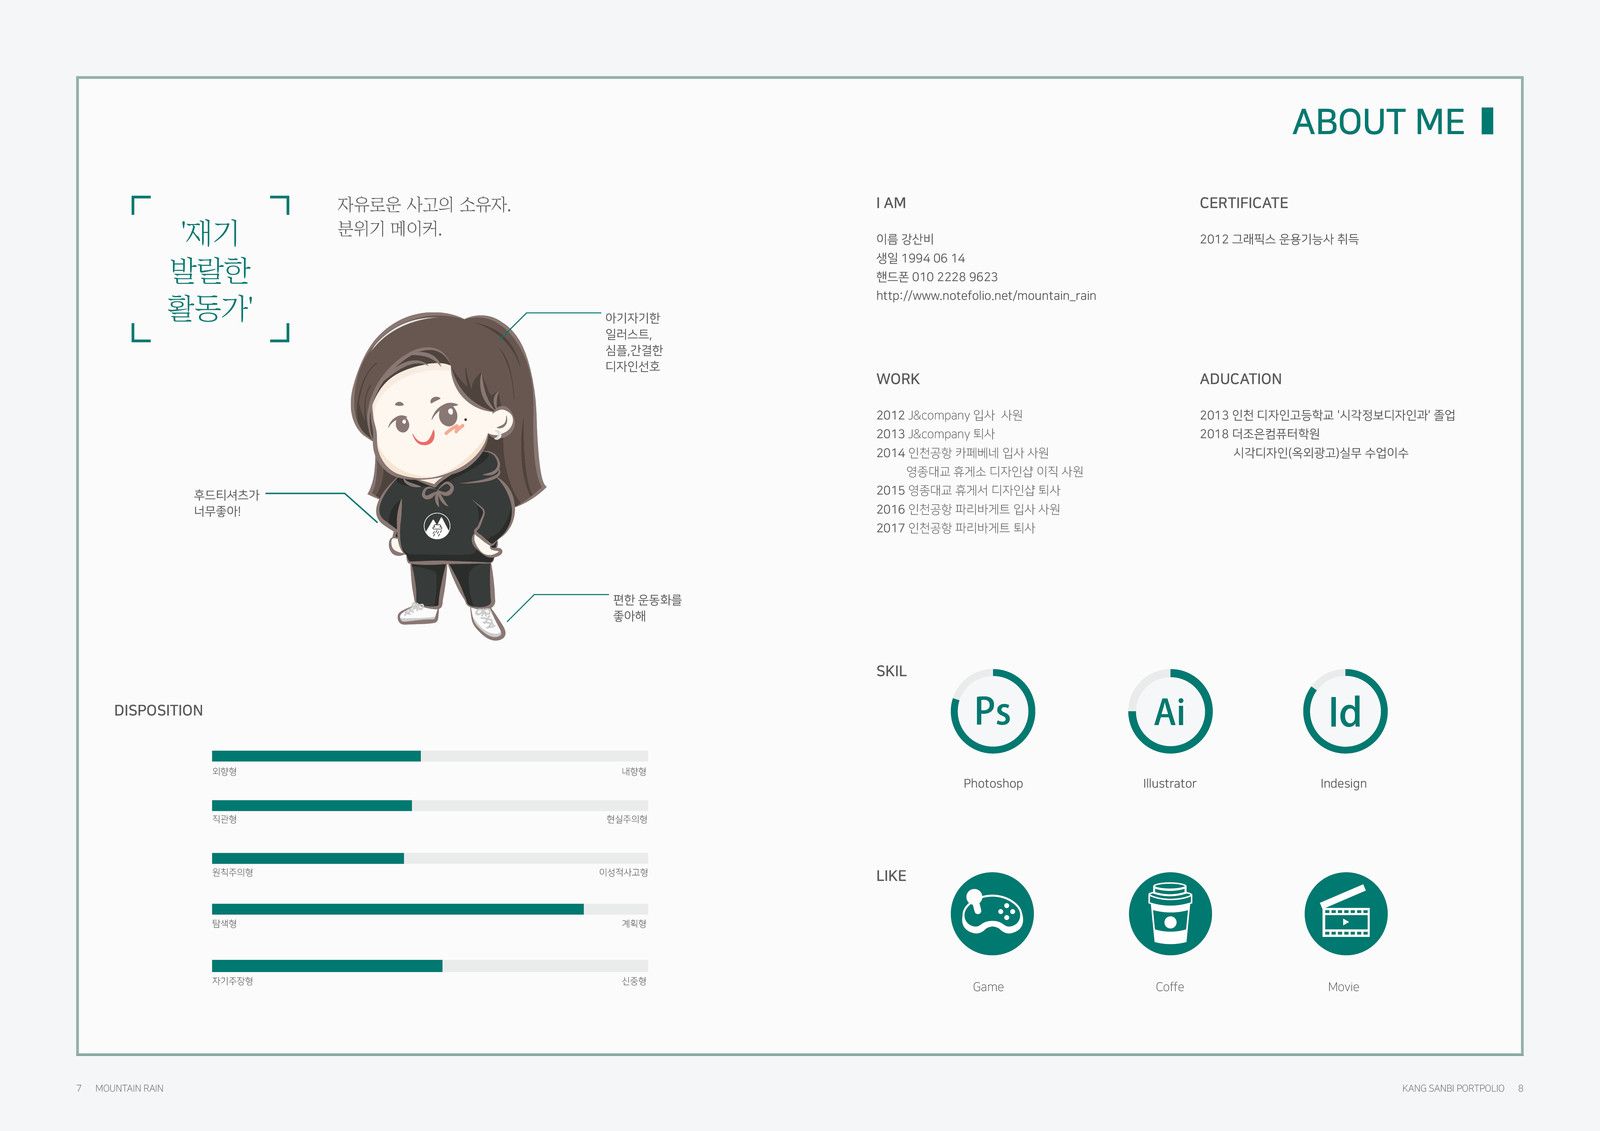 ABOUT ME
'재기
발랄한
활동가'
자유로운 사고의 소유자.
분위기 메이커.
아기자기한
일러스트,
심플,간결한
디자인선호
후드티셔츠가
너무좋아!
편한 운동화를
좋아해
DISPOSITION
외향형 내향형
직관형 현실주의형
원칙주의형 이성적사고형
탐색형 계획형
자기주장형 신중형
I AM
이름 강산비
생일 1994 06 14
핸드폰 010 2228 9623
http://www.notefolio.net/mountain_rain
CERTIFICATE
2012 그래픽스 운용기능사 취득
WORK
2012 J&company 입사 사원
2013 J&company 퇴사
2014 인천공항 카페베네 입사 사원
영종대교 휴게소 디자인샵 이직 사원
2015 영종대교 휴게서 디자인샵 퇴사
2016 인천공항 파리바게트 입사 사원
2017 인천공항 파리바게트 퇴사
ADUCATION
2013 인천 디자인고등학교 '시각정보디자인과' 졸업
2018 더조은컴퓨터학원
시각디자인(옥외광고)실무 수업이수
SKIL
Ps Ai Id
Photoshop Illustrator Indesign
LIKE
Game Coffe Movie
7 MOUNTAIN RAIN
KANG SANBI PORTPOLIO 8